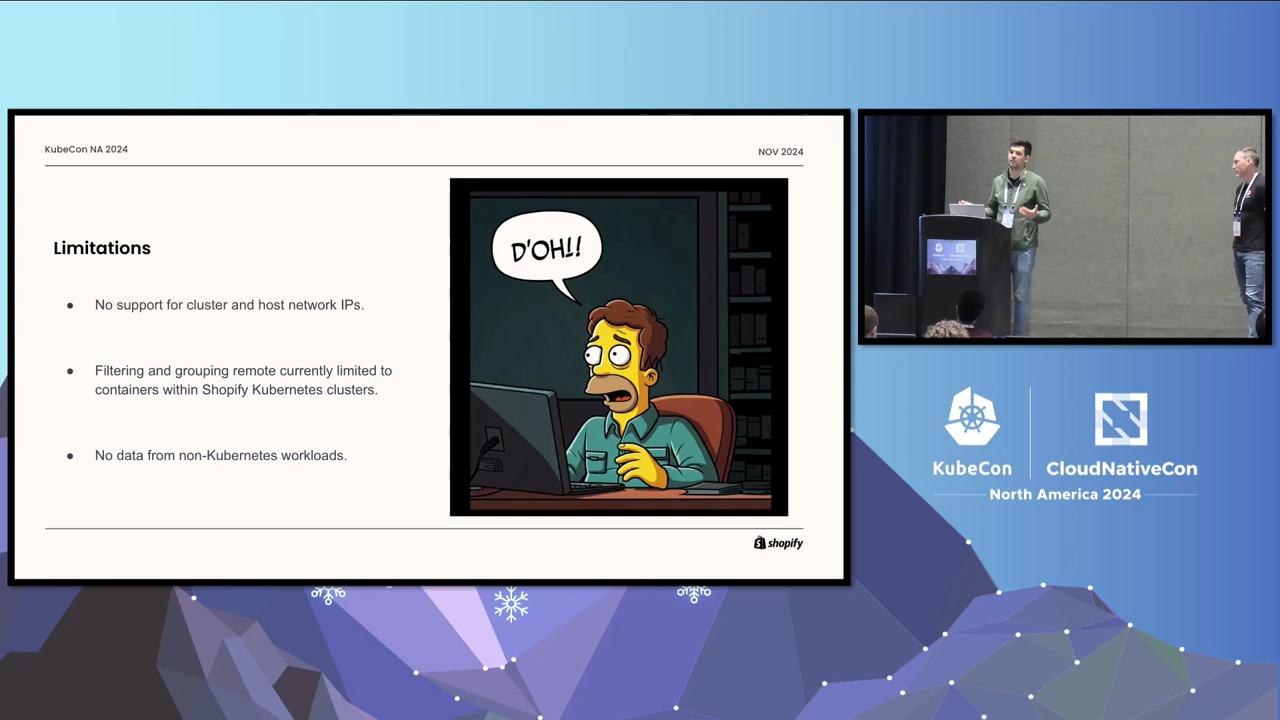 KubeCon NA 2024
NOV 2024
Limitations
● No support for cluster and host network IPs.
● Filtering and grouping remote currently limited to
containers within Shopify Kubernetes clusters.
● No data from non-Kubernetes workloads.
D'OH!!
shopify
KubeCon
CloudNativeCon
North America 2024